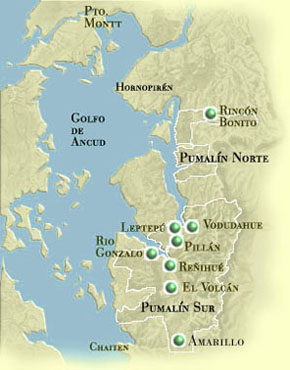 Pto.
Montt
Hornopirén
Rincón
Bonito
Golfo
de
Ancud
Pumalín Norte
Leptepú
Vodudahue
Rio
Gonzalo
Pillán
Reñihué
El Volcán
Pumalín Sur
Amarillo
Chaiten